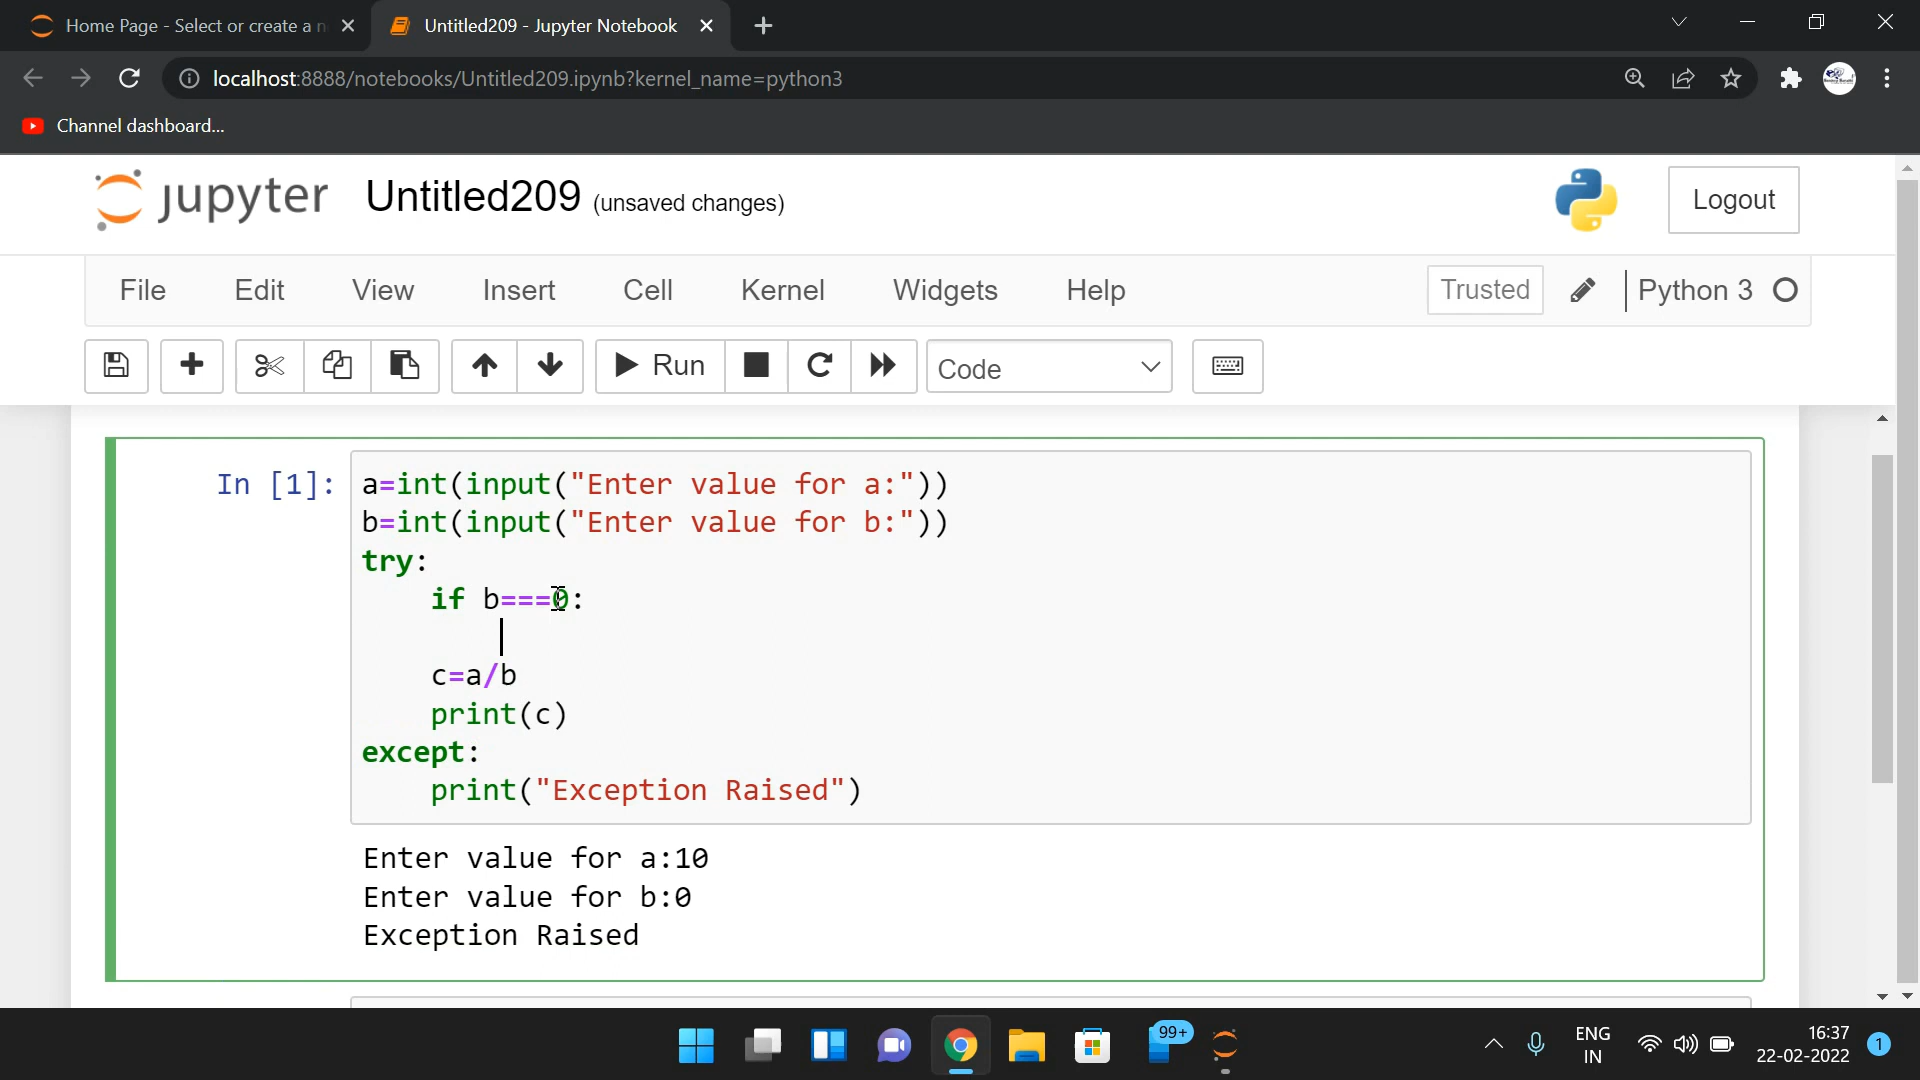 Home Page - Select or create a n
Untitled209 - Jupyter Notebook
localhost:8888/notebooks/Untitled209.ipynb?kernel_name=python3
Channel dashboard...
jupyter Untitled209 (unsaved changes)
Logout
File Edit View Insert Cell Kernel Widgets Help
Trusted
Python 3
Run
Code
In [1]:
a=int(input("Enter value for a:"))
b=int(input("Enter value for b:"))
try:
    if b===0:
    c=a/b
    print(c)
except:
    print("Exception Raised")
Enter value for a:10
Enter value for b:0
Exception Raised
99+
ENG
IN
16:37
22-02-2022
1